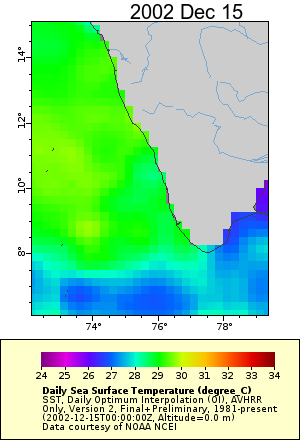 2002 Dec 15
14°
12°
10°
8°
74° 76° 78°
24 25 26 27 28 29 30 31 32 33 34
Daily Sea Surface Temperature (degree_C)
SST, Daily Optimum Interpolation (OI), AVHRR
Only, Version 2, Final+Preliminary, 1981-present
(2002-12-15T00:00:00Z, Altitude=0.0 m)
Data courtesy of NOAA NCEI